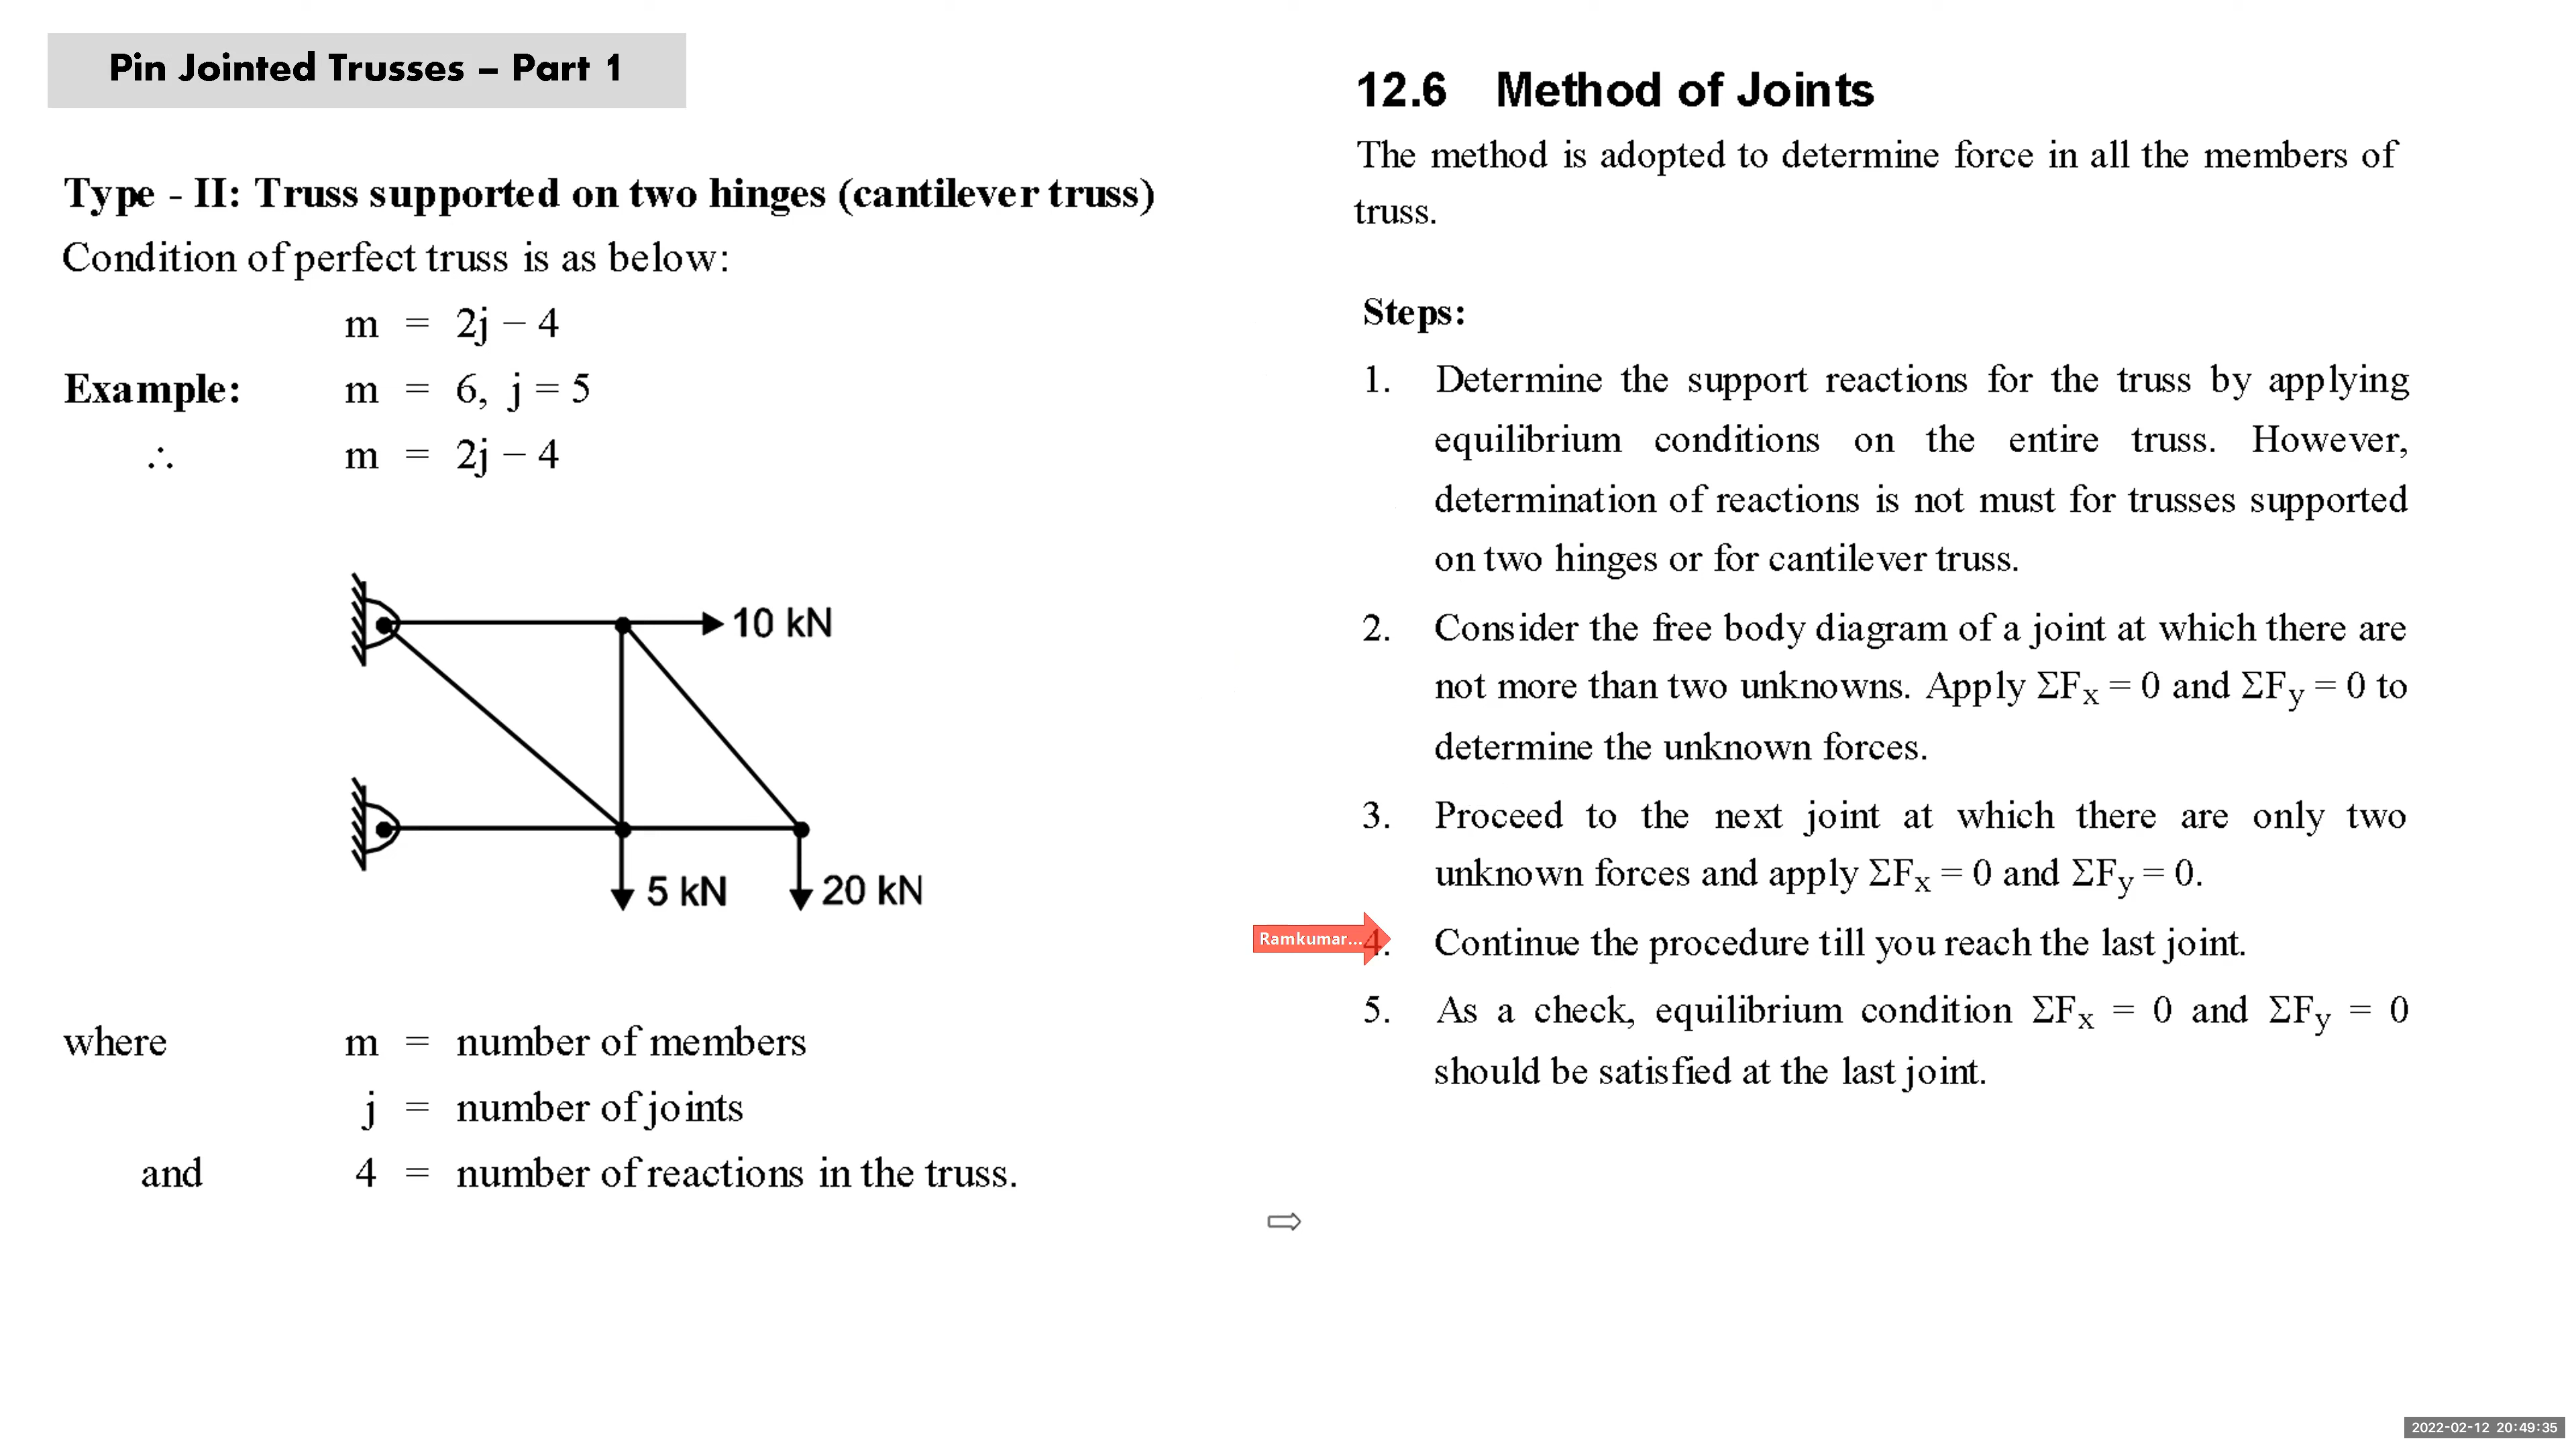 Pin Jointed Trusses – Part 1
Type - II: Truss supported on two hinges (cantilever truss)
Condition of perfect truss is as below:
m = 2j − 4
Example: m = 6, j = 5
∴ m = 2j − 4
10 kN
5 kN
20 kN
where m = number of members
j = number of joints
and 4 = number of reactions in the truss.
12.6 Method of Joints
The method is adopted to determine force in all the members of
truss.
Steps:
1. Determine the support reactions for the truss by applying
equilibrium conditions on the entire truss. However,
determination of reactions is not must for trusses supported
on two hinges or for cantilever truss.
2. Consider the free body diagram of a joint at which there are
not more than two unknowns. Apply ΣFx = 0 and ΣFy = 0 to
determine the unknown forces.
3. Proceed to the next joint at which there are only two
unknown forces and apply ΣFx = 0 and ΣFy = 0.
Ramkumar...
4. Continue the procedure till you reach the last joint.
5. As a check, equilibrium condition ΣFx = 0 and ΣFy = 0
should be satisfied at the last joint.
2022-02-12 20:49:35